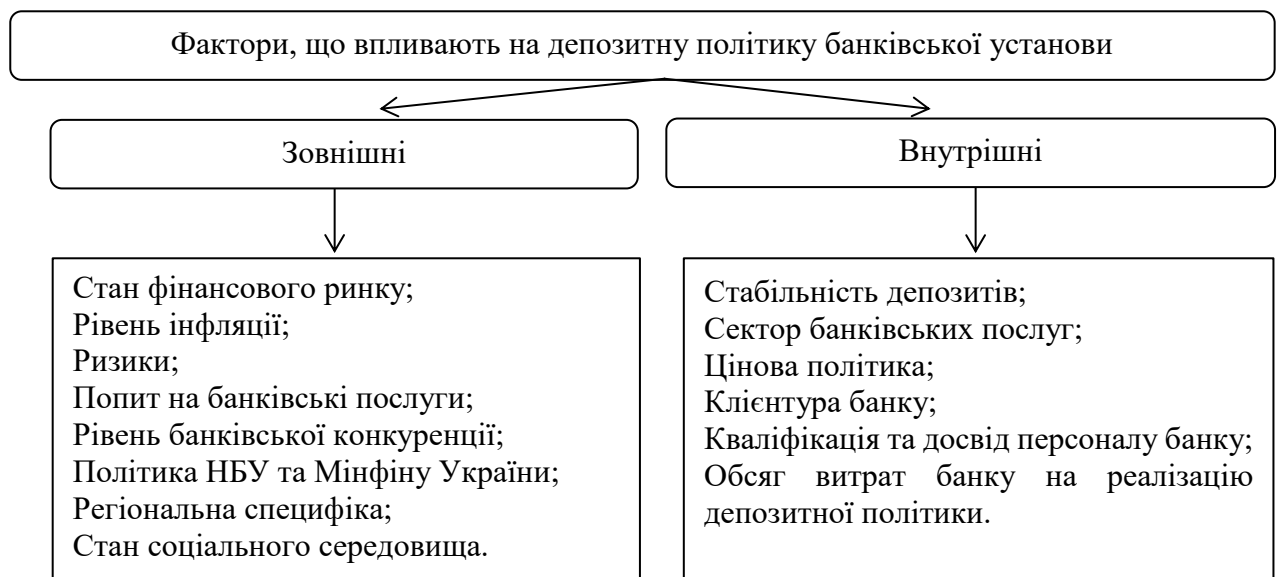 Фактори, що впливають на депозитну політику банківської установи
Зовнішні
Внутрішні
Стан фінансового ринку;
Рівень інфляції;
Ризики;
Попит на банківські послуги;
Рівень банківської конкуренції;
Політика НБУ та Мінфіну України;
Регіональна специфіка;
Стан соціального середовища.
Стабільність депозитів;
Сектор банківських послуг;
Цінова політика;
Клієнтура банку;
Кваліфікація та досвід персоналу банку;
Обсяг витрат банку на реалізацію
депозитної політики.